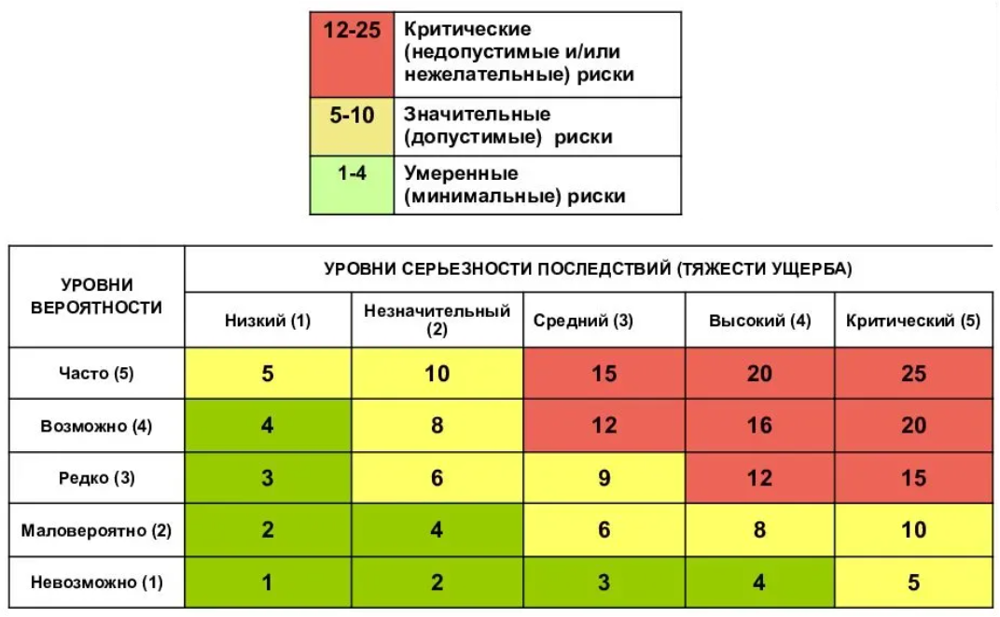 12-25 Критические
(недопустимые и/или
нежелательные) риски
5-10 Значительные
(допустимые) риски
1-4 Умеренные
(минимальные) риски
УРОВНИ
ВЕРОЯТНОСТИ
УРОВНИ СЕРЬЕЗНОСТИ ПОСЛЕДСТВИЙ (ТЯЖЕСТИ УЩЕРБА)
Низкий (1)
Незначительный
(2)
Средний (3)
Высокий (4)
Критический (5)
Часто (5) 5 10 15 20 25
Возможно (4) 4 8 12 16 20
Редко (3) 3 6 9 12 15
Маловероятно (2) 2 4 6 8 10
Невозможно (1) 1 2 3 4 5